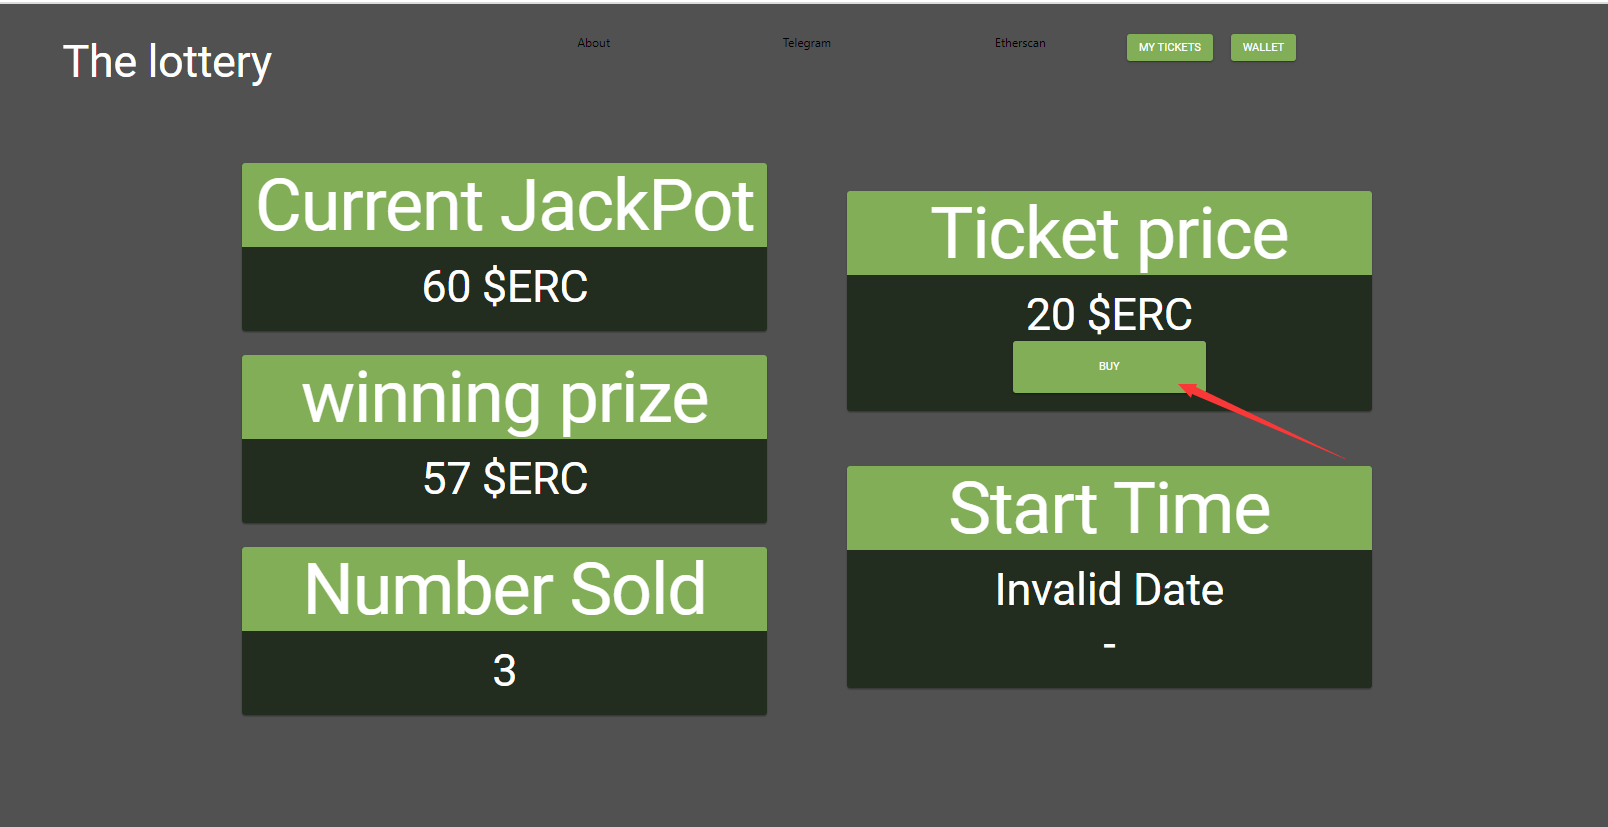 The lottery
About
Telegram
Etherscan
MY TICKETS
WALLET
Current JackPot
60 $ERC
winning prize
57 $ERC
Number Sold
3
Ticket price
20 $ERC
BUY
Start Time
Invalid Date
-